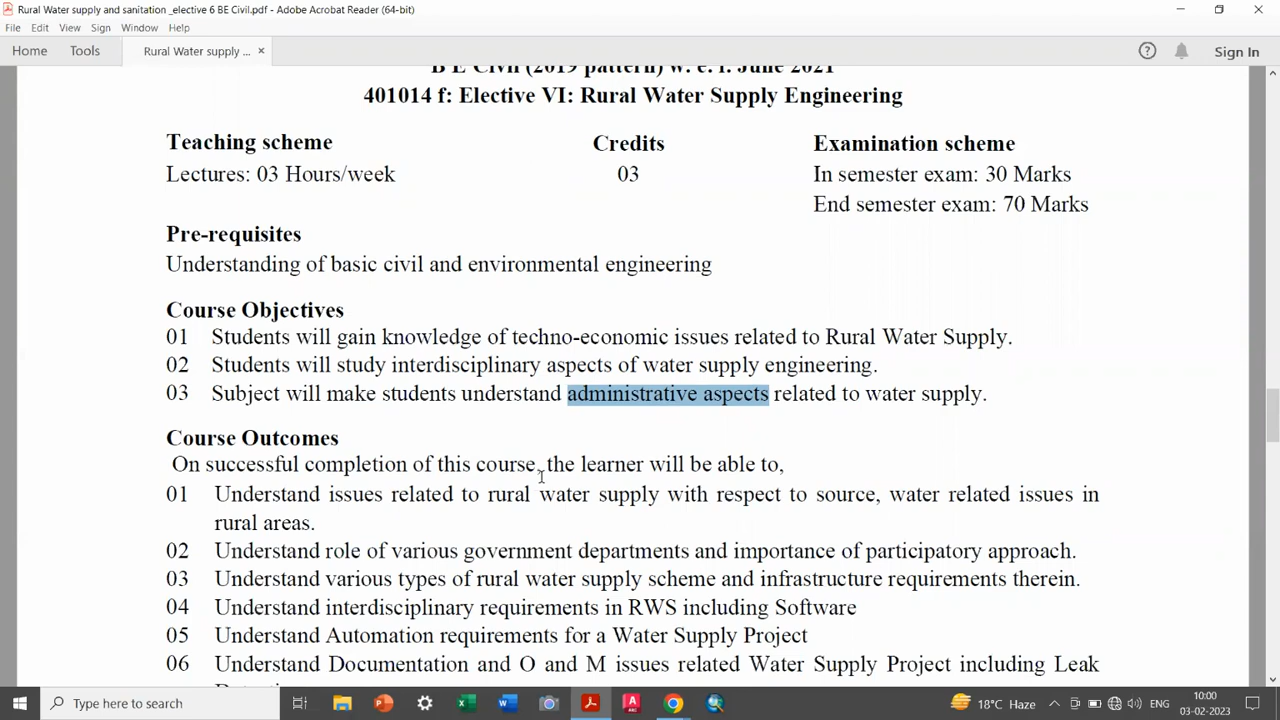 Rural Water supply and sanitation _elective 6 BE Civil.pdf - Adobe Acrobat Reader (64-bit)
File Edit View Sign Window Help
Home Tools Rural Water supply ... × Sign In
B E Civil (2019 pattern) w. e. f. June 2021
401014 f: Elective VI: Rural Water Supply Engineering
Teaching scheme Credits Examination scheme
Lectures: 03 Hours/week 03 In semester exam: 30 Marks
End semester exam: 70 Marks
Pre-requisites
Understanding of basic civil and environmental engineering
Course Objectives
01 Students will gain knowledge of techno-economic issues related to Rural Water Supply.
02 Students will study interdisciplinary aspects of water supply engineering.
03 Subject will make students understand administrative aspects related to water supply.
Course Outcomes
On successful completion of this course, the learner will be able to,
01 Understand issues related to rural water supply with respect to source, water related issues in
rural areas.
02 Understand role of various government departments and importance of participatory approach.
03 Understand various types of rural water supply scheme and infrastructure requirements therein.
04 Understand interdisciplinary requirements in RWS including Software
05 Understand Automation requirements for a Water Supply Project
06 Understand Documentation and O and M issues related Water Supply Project including Leak
Type here to search 18°C Haze ENG 10:00
03-02-2023